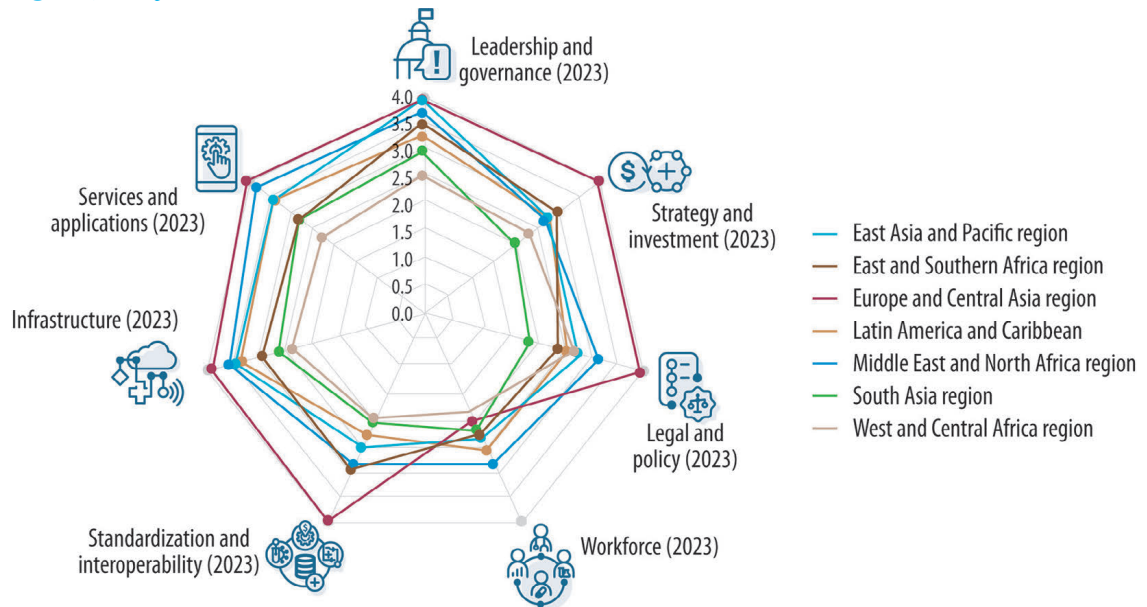 Leadership and
governance (2023)
4.0
3.5
3.0
2.5
2.0
1.5
1.0
0.5
0.0
Services and
applications (2023)
Strategy and
investment (2023)
Infrastructure (2023)
Legal and
policy (2023)
Standardization and
interoperability (2023)
Workforce (2023)
East Asia and Pacific region
East and Southern Africa region
Europe and Central Asia region
Latin America and Caribbean
Middle East and North Africa region
South Asia region
West and Central Africa region